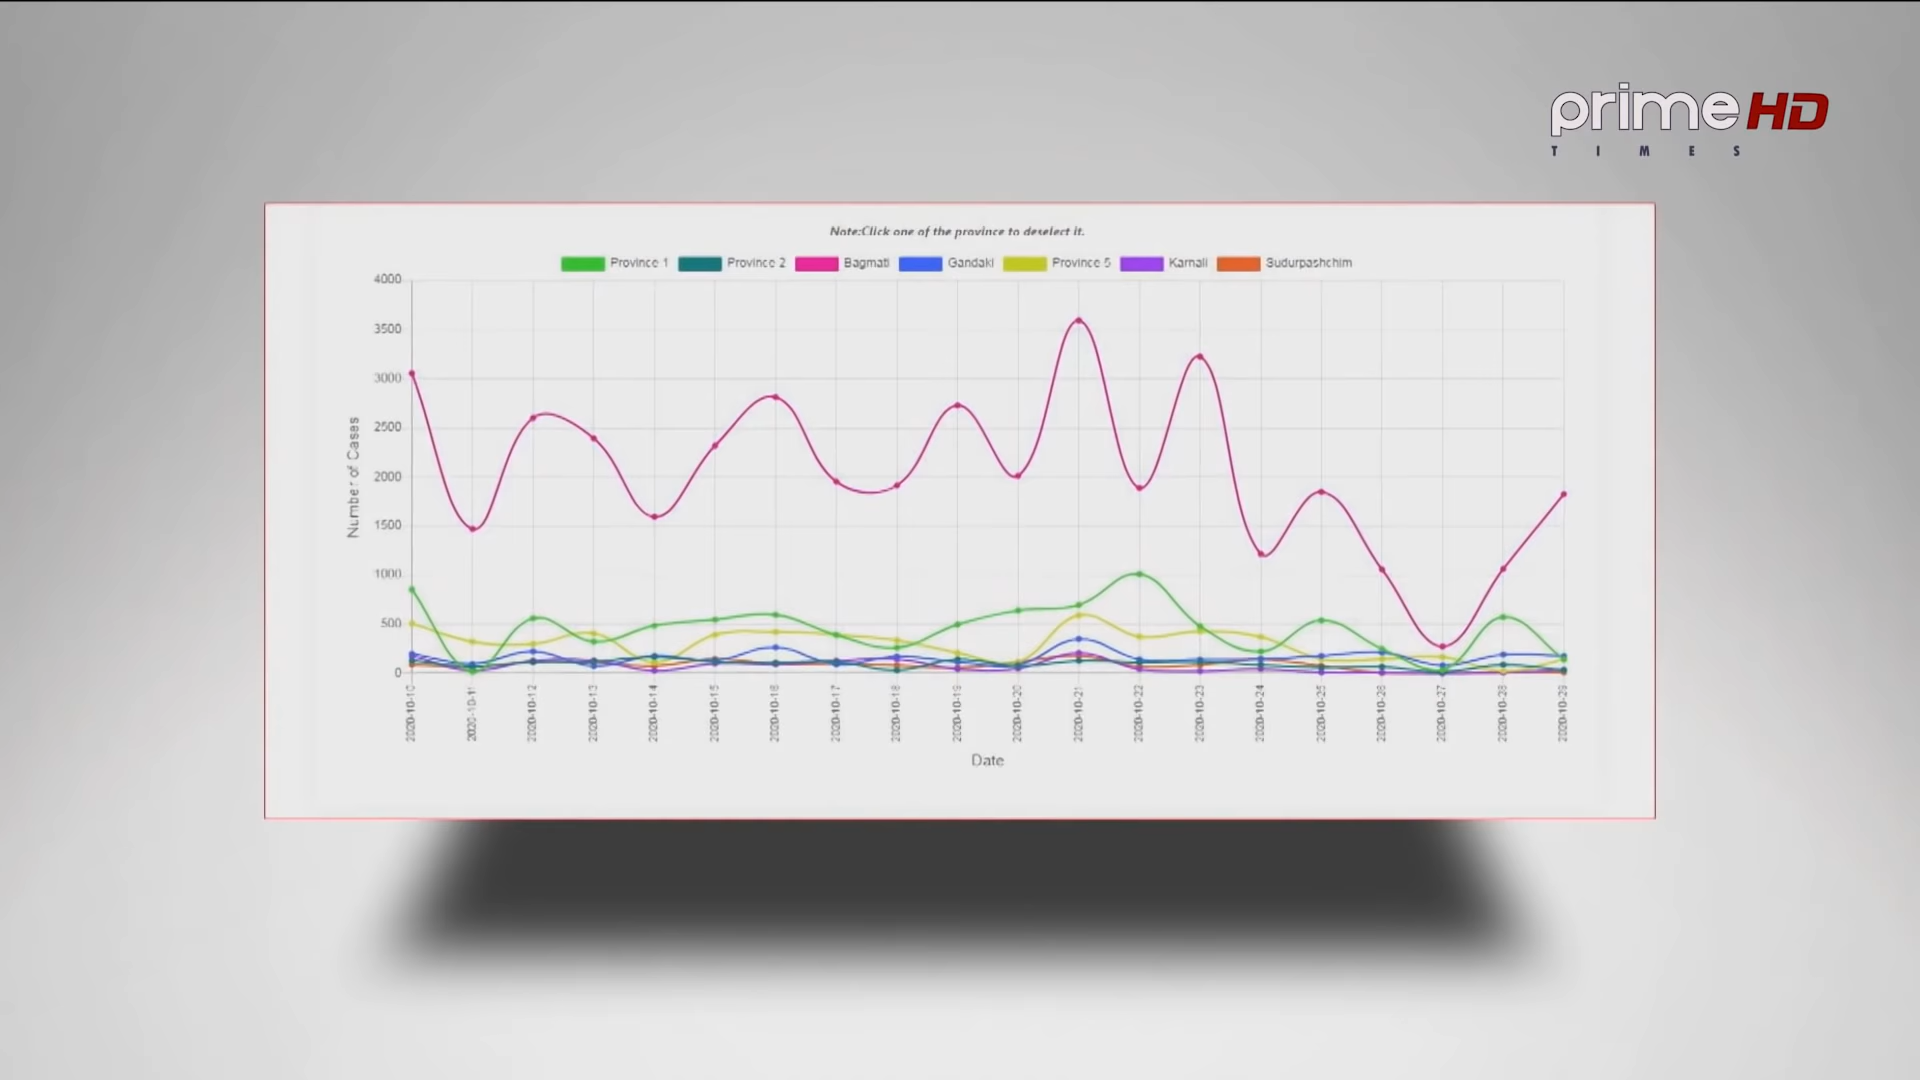 prime HD
TIMES
Note:Click one of the province to deselect it.
Province 1 Province 2 Bagmati Gandaki Province 5 Karnali Sudurpashchim
4000
3500
3000
2500
2000
1500
1000
500
0
Number of Cases
2020-10-10 2020-10-11 2020-10-12 2020-10-13 2020-10-14 2020-10-15 2020-10-16 2020-10-17 2020-10-18 2020-10-19 2020-10-20 2020-10-21 2020-10-22 2020-10-23 2020-10-24 2020-10-25 2020-10-26 2020-10-27 2020-10-28 2020-10-29
Date